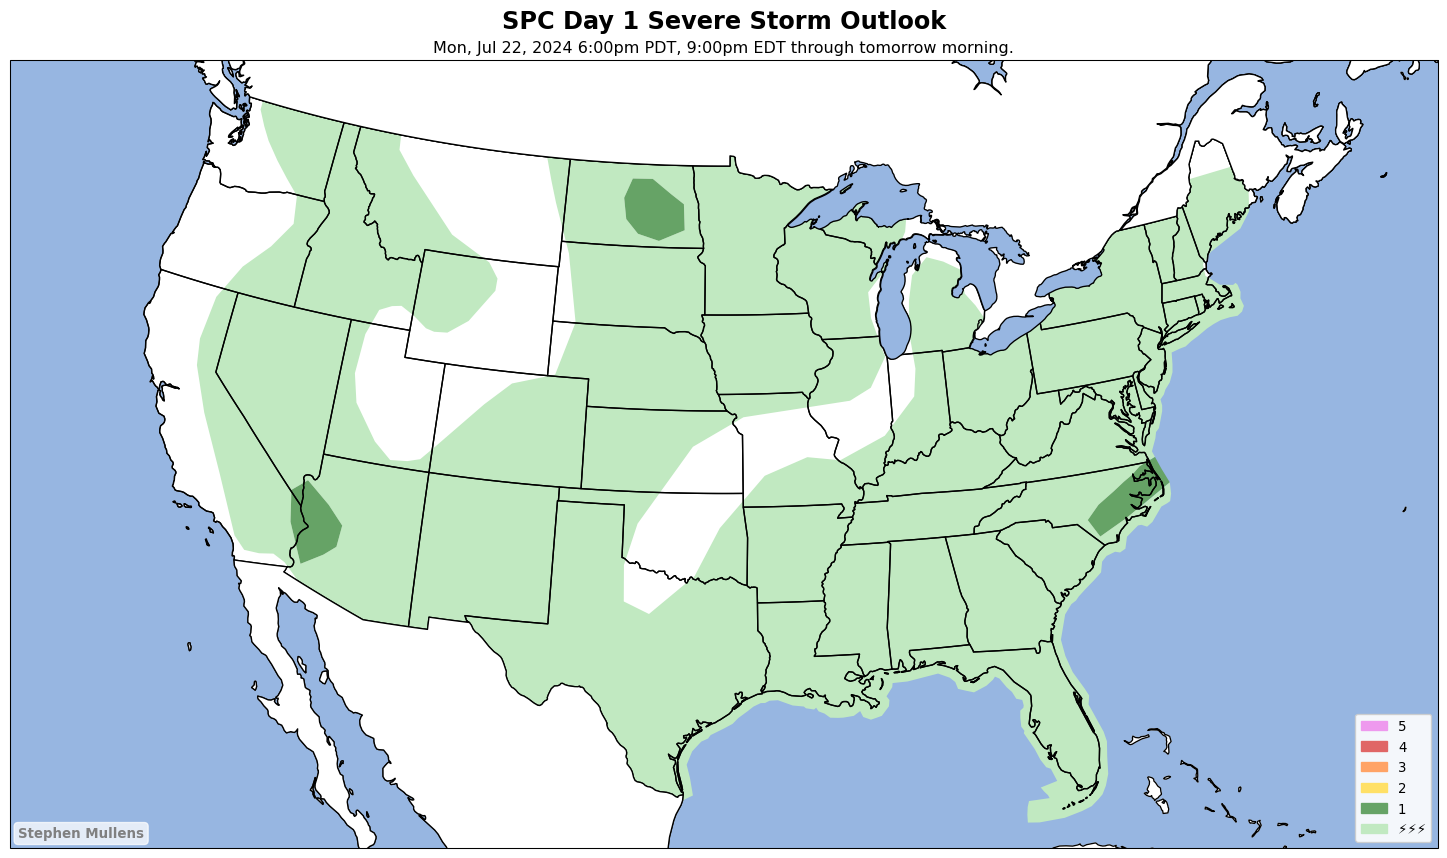 SPC Day 1 Severe Storm Outlook
Mon, Jul 22, 2024 6:00pm PDT, 9:00pm EDT through tomorrow morning.
5
4
3
2
1
⚡⚡⚡
Stephen Mullens